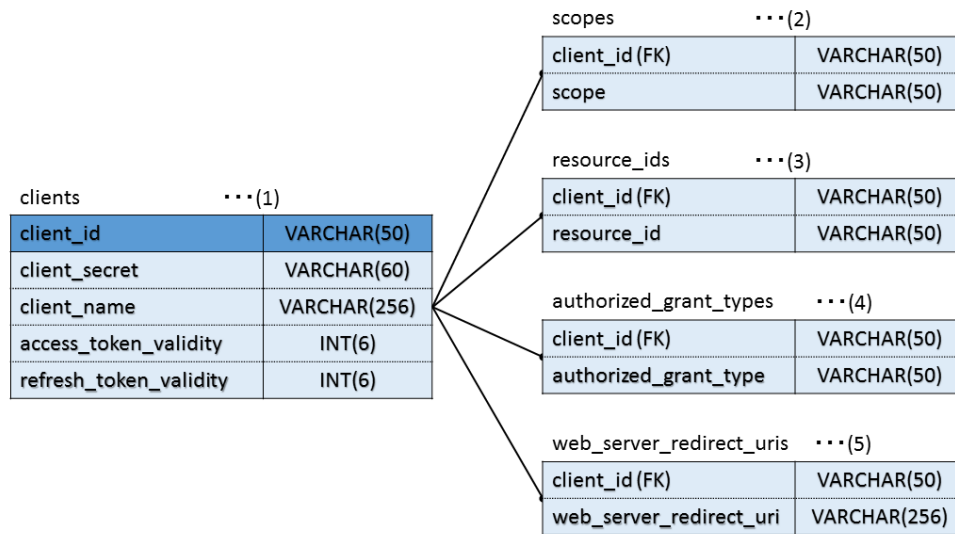 clients ･･･(1)
client_id VARCHAR(50)
client_secret VARCHAR(60)
client_name VARCHAR(256)
access_token_validity INT(6)
refresh_token_validity INT(6)
scopes ･･･(2)
client_id (FK) VARCHAR(50)
scope VARCHAR(50)
resource_ids ･･･(3)
client_id (FK) VARCHAR(50)
resource_id VARCHAR(50)
authorized_grant_types ･･･(4)
client_id (FK) VARCHAR(50)
authorized_grant_type VARCHAR(50)
web_server_redirect_uris ･･･(5)
client_id (FK) VARCHAR(50)
web_server_redirect_uri VARCHAR(256)